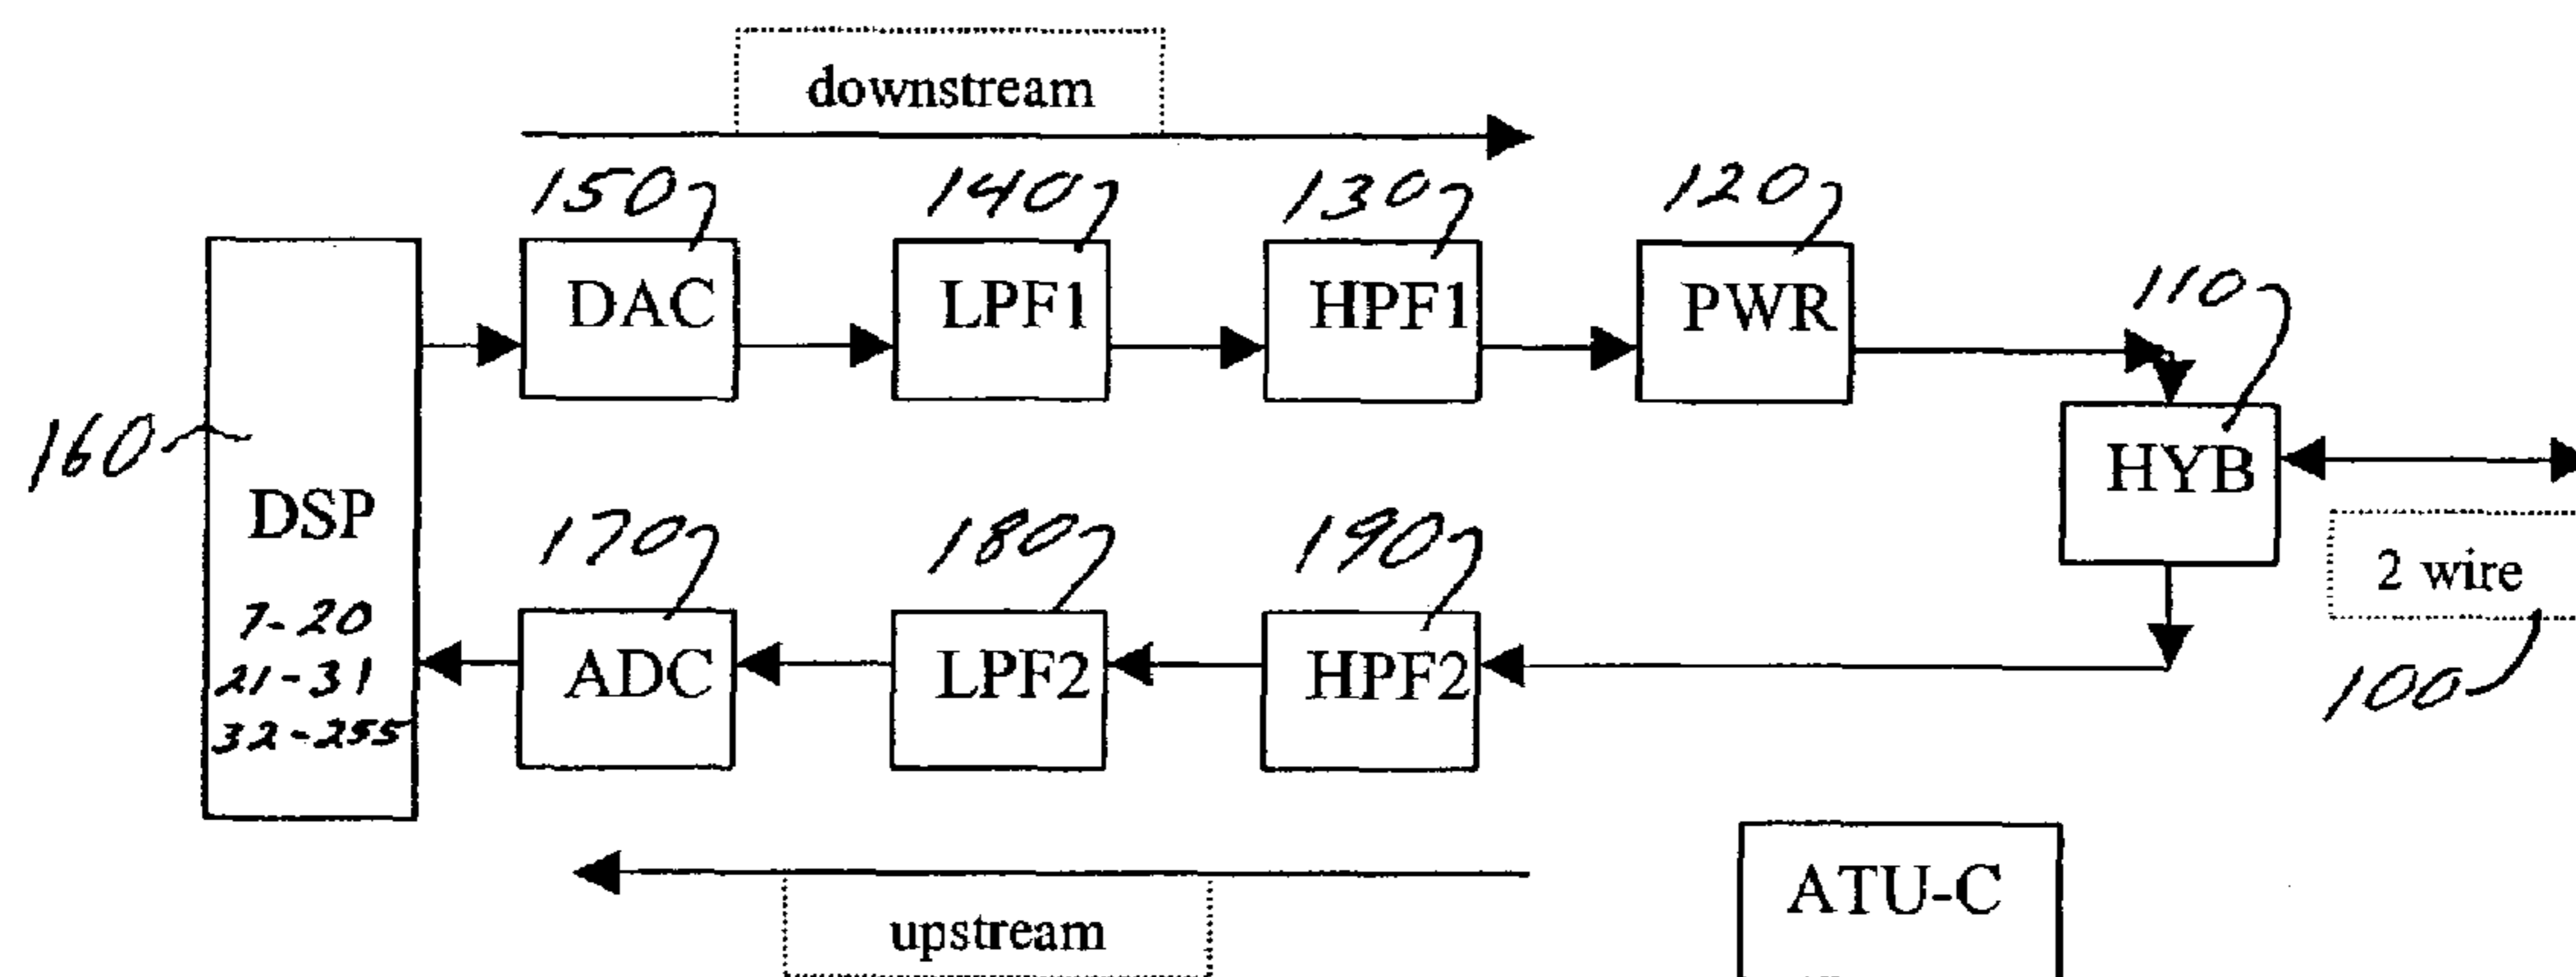 downstream
150 140 130 120
DAC LPF1 HPF1 PWR
110
160
HYB
DSP
2 wire
170 180 190
7-20
21-31
32-255
ADC LPF2 HPF2
100
ATU-C
upstream